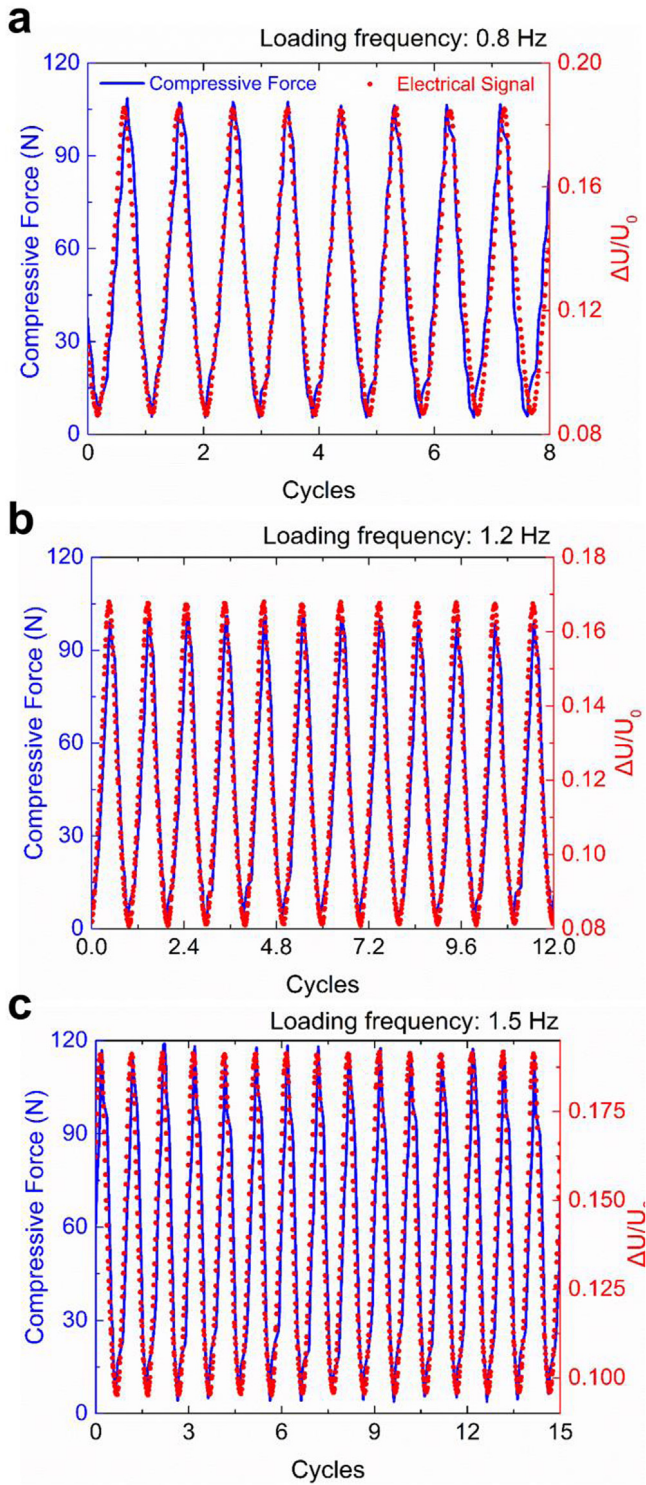 a
Loading frequency: 0.8 Hz
Compressive Force
Electrical Signal
120
90
60
30
0
Compressive Force (N)
0.20
0.16
0.12
0.08
ΔU/U0
0 2 4 6 8
Cycles
b
Loading frequency: 1.2 Hz
120
90
60
30
0
Compressive Force (N)
0.18
0.16
0.14
0.12
0.10
0.08
ΔU/U0
0.0 2.4 4.8 7.2 9.6 12.0
Cycles
c
Loading frequency: 1.5 Hz
120
90
60
30
0
Compressive Force (N)
0.175
0.150
0.125
0.100
ΔU/U
0 3 6 9 12 15
Cycles